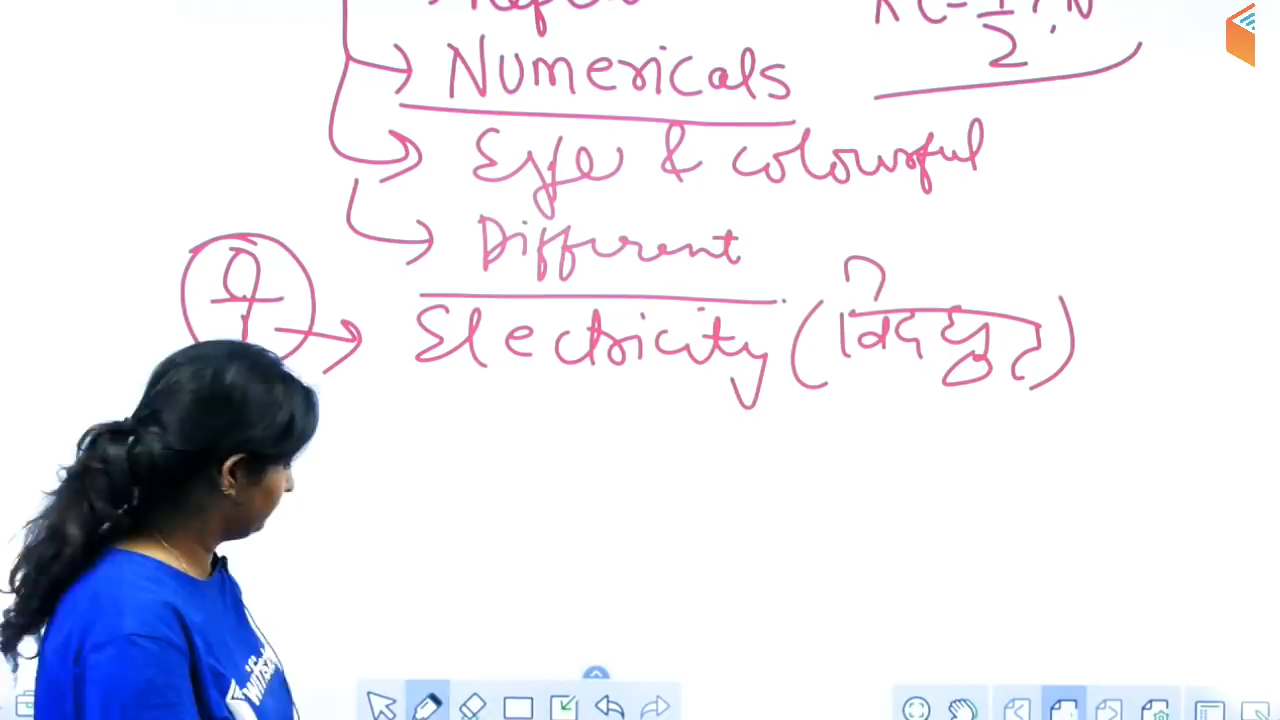 Numericals
Eye & colourful
Different
Electricity (विद्युत)